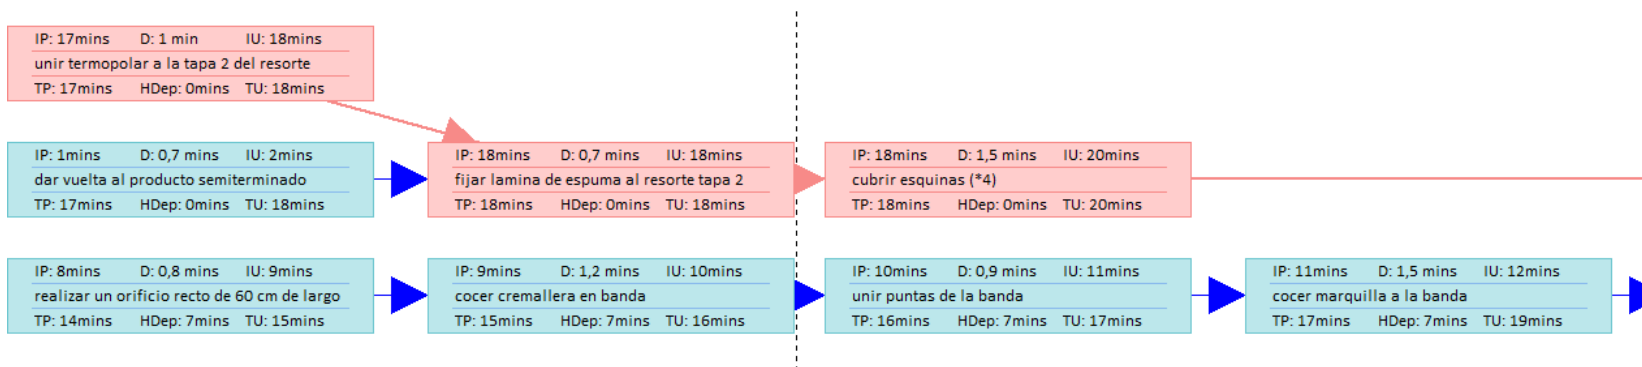 IP: 17mins D: 1 min IU: 18mins
unir termopolar a la tapa 2 del resorte
TP: 17mins HDep: 0mins TU: 18mins
IP: 1mins D: 0,7 mins IU: 2mins
dar vuelta al producto semiterminado
TP: 17mins HDep: 0mins TU: 18mins
IP: 18mins D: 0,7 mins IU: 18mins
fijar lamina de espuma al resorte tapa 2
TP: 18mins HDep: 0mins TU: 18mins
IP: 18mins D: 1,5 mins IU: 20mins
cubrir esquinas (*4)
TP: 18mins HDep: 0mins TU: 20mins
IP: 8mins D: 0,8 mins IU: 9mins
realizar un orificio recto de 60 cm de largo
TP: 14mins HDep: 7mins TU: 15mins
IP: 9mins D: 1,2 mins IU: 10mins
cocer cremallera en banda
TP: 15mins HDep: 7mins TU: 16mins
IP: 10mins D: 0,9 mins IU: 11mins
unir puntas de la banda
TP: 16mins HDep: 7mins TU: 17mins
IP: 11mins D: 1,5 mins IU: 12mins
cocer marquilla a la banda
TP: 17mins HDep: 7mins TU: 19mins